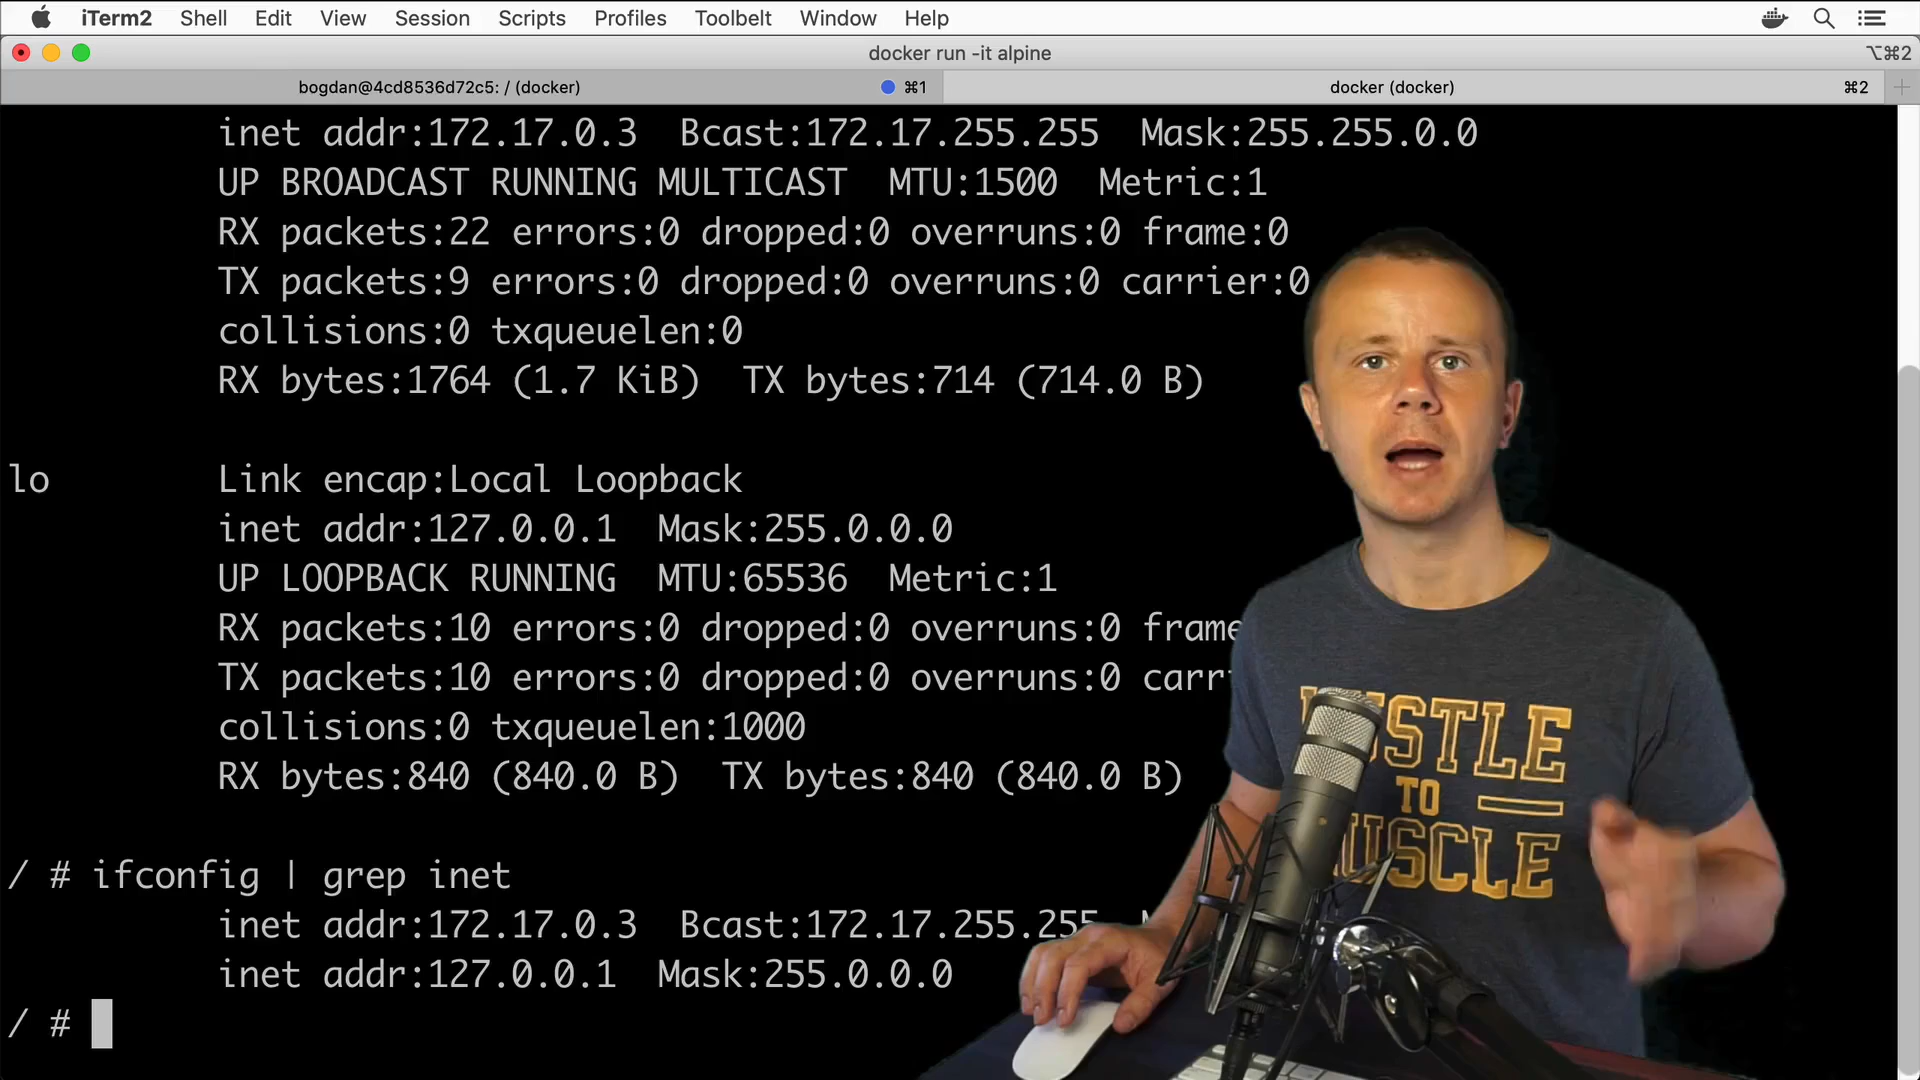 iTerm2 Shell Edit View Session Scripts Profiles Toolbelt Window Help
docker run -it alpine ⌥⌘2
bogdan@4cd8536d72c5: / (docker) ⌘1 docker (docker) ⌘2 +
inet addr:172.17.0.3 Bcast:172.17.255.255 Mask:255.255.0.0
UP BROADCAST RUNNING MULTICAST MTU:1500 Metric:1
RX packets:22 errors:0 dropped:0 overruns:0 frame:0
TX packets:9 errors:0 dropped:0 overruns:0 carrier:0
collisions:0 txqueuelen:0
RX bytes:1764 (1.7 KiB) TX bytes:714 (714.0 B)
lo Link encap:Local Loopback
inet addr:127.0.0.1 Mask:255.0.0.0
UP LOOPBACK RUNNING MTU:65536 Metric:1
RX packets:10 errors:0 dropped:0 overruns:0 frame
TX packets:10 errors:0 dropped:0 overruns:0 carr
collisions:0 txqueuelen:1000
RX bytes:840 (840.0 B) TX bytes:840 (840.0 B)
/ # ifconfig | grep inet
inet addr:172.17.0.3 Bcast:172.17.255.255
inet addr:127.0.0.1 Mask:255.0.0.0
/ #
HUSTLE
TO
MUSCLE